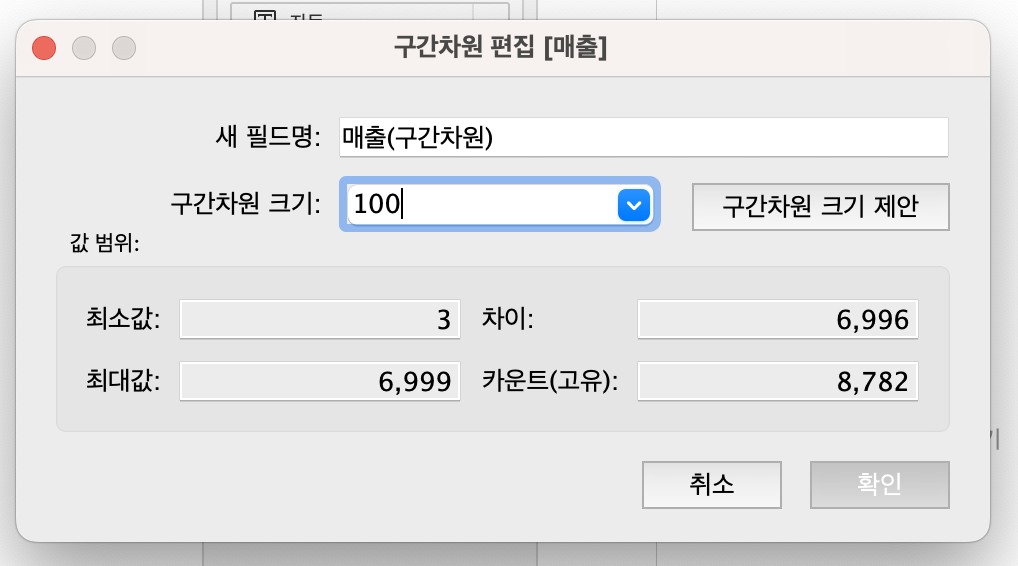 구간차원 편집 [매출]
새 필드명: 매출(구간차원)
구간차원 크기: 100 구간차원 크기 제안
값 범위:
최소값: 3 차이: 6,996
최대값: 6,999 카운트(고유): 8,782
취소 확인